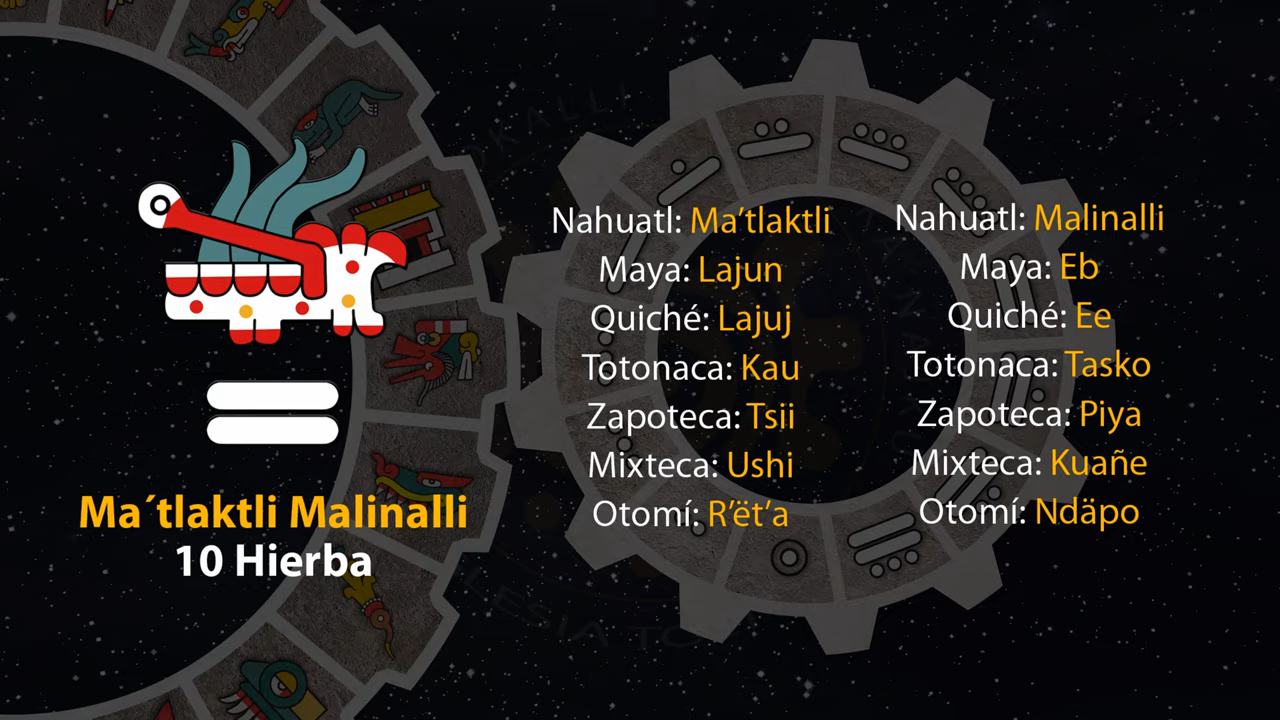 Nahuatl: Ma’tlaktli
Maya: Lajun
Quiché: Lajuj
Totonaca: Kau
Zapoteca: Tsii
Mixteca: Ushi
Otomí: R’ët’a
Nahuatl: Malinalli
Maya: Eb
Quiché: Ee
Totonaca: Tasko
Zapoteca: Piya
Mixteca: Kuañe
Otomí: Ndäpo
Ma´tlaktli Malinalli
10 Hierba